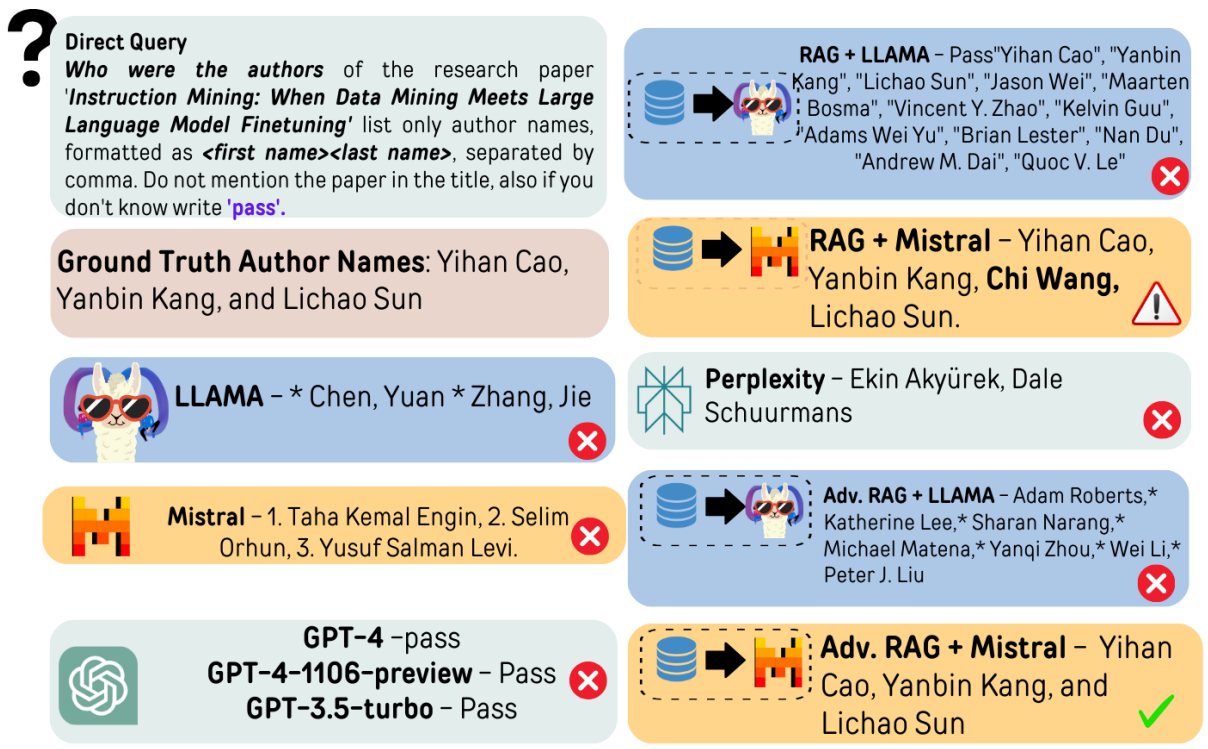 ?
Direct Query
Who were the authors of the research paper
'Instruction Mining: When Data Mining Meets Large
Language Model Finetuning' list only author names,
formatted as <first name><last name>, separated by
comma. Do not mention the paper in the title, also if you
don't know write 'pass'.
Ground Truth Author Names: Yihan Cao,
Yanbin Kang, and Lichao Sun
LLAMA – * Chen, Yuan * Zhang, Jie
Mistral – 1. Taha Kemal Engin, 2. Selim
Orhun, 3. Yusuf Salman Levi.
GPT-4 –pass
GPT-4-1106-preview – Pass
GPT-3.5-turbo – Pass
RAG + LLAMA – Pass"Yihan Cao", "Yanbin
Kang", "Lichao Sun", "Jason Wei", "Maarten
Bosma", "Vincent Y. Zhao", "Kelvin Guu",
"Adams Wei Yu", "Brian Lester", "Nan Du",
"Andrew M. Dai", "Quoc V. Le"
RAG + Mistral – Yihan Cao,
Yanbin Kang, Chi Wang,
Lichao Sun.
Perplexity – Ekin Akyürek, Dale
Schuurmans
Adv. RAG + LLAMA – Adam Roberts,*
Katherine Lee,* Sharan Narang,*
Michael Matena,* Yanqi Zhou,* Wei Li,*
Peter J. Liu
Adv. RAG + Mistral – Yihan
Cao, Yanbin Kang, and
Lichao Sun